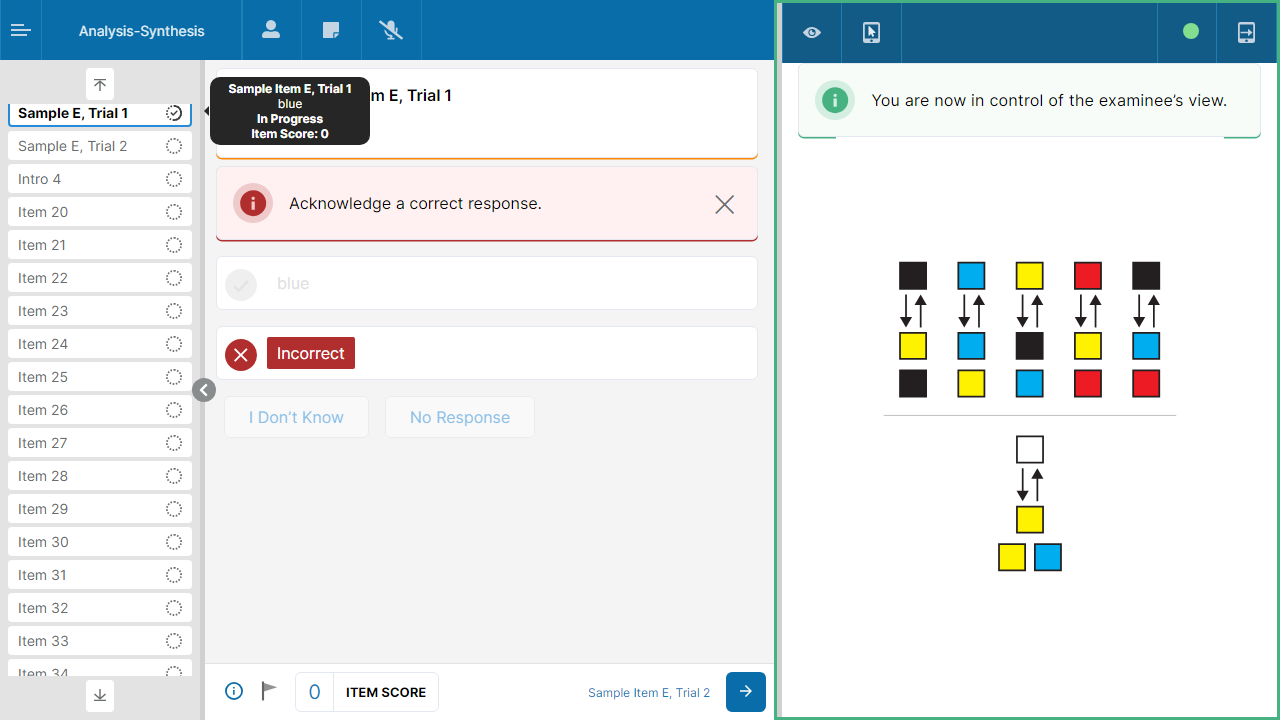 Analysis-Synthesis
Sample E, Trial 1
Sample E, Trial 2
Intro 4
Item 20
Item 21
Item 22
Item 23
Item 24
Item 25
Item 26
Item 27
Item 28
Item 29
Item 30
Item 31
Item 32
Item 33
Item 34
Sample Item E, Trial 1
blue
In Progress
Item Score: 0
m E, Trial 1
Acknowledge a correct response.
blue
Incorrect
I Don't Know
No Response
0
ITEM SCORE
Sample Item E, Trial 2
You are now in control of the examinee's view.